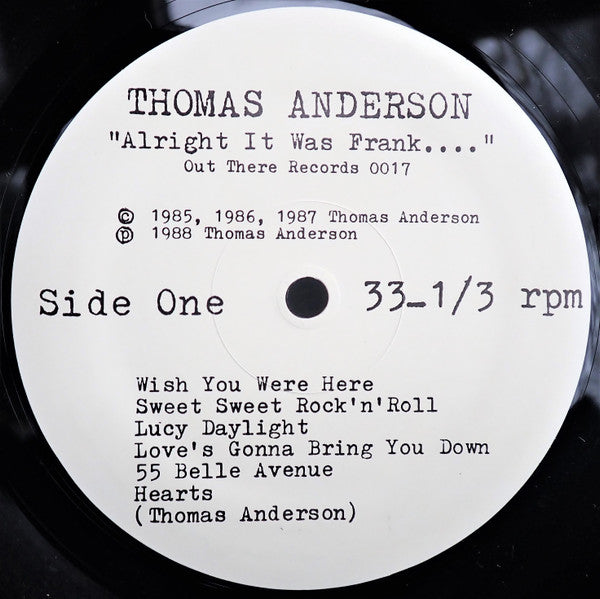 THOMAS ANDERSON
"Alright It Was Frank...."
Out There Records 0017
© 1985, 1986, 1987 Thomas Anderson
℗ 1988 Thomas Anderson
Side One 33_1/3 rpm
Wish You Were Here
Sweet Sweet Rock'n'Roll
Lucy Daylight
Love's Gonna Bring You Down
55 Belle Avenue
Hearts
(Thomas Anderson)